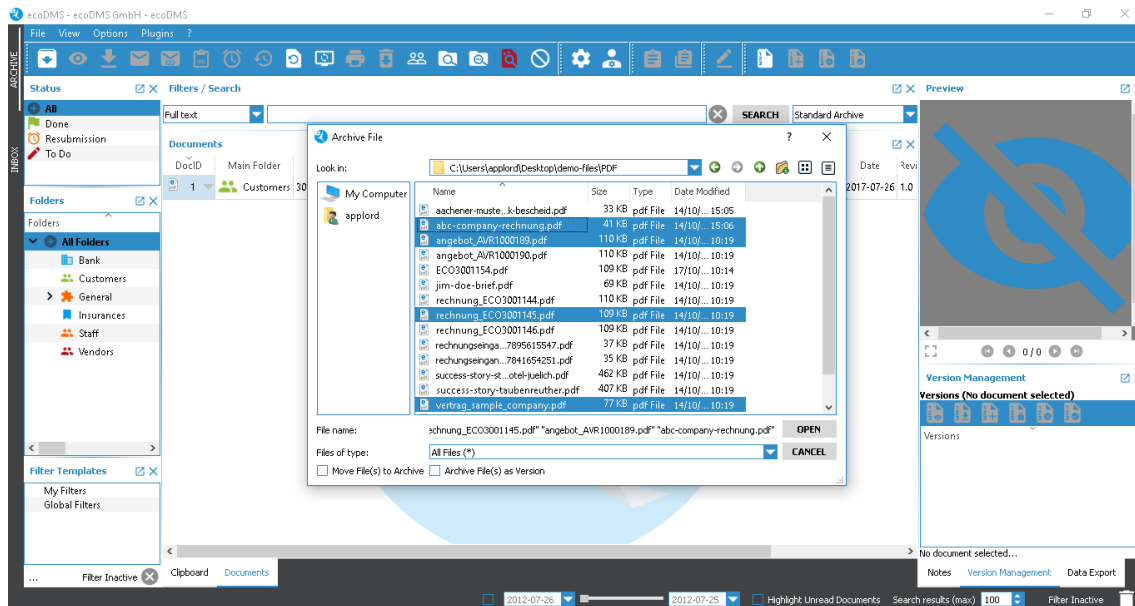 ecoDMS - ecoDMS GmbH - ecoDMS
File View Options Plugins ?
ARCHIVE
INBOX
Status
All
Done
Resubmission
To Do
Folders
Folders
All Folders
Bank
Customers
General
Insurances
Staff
Vendors
Filter Templates
My Filters
Global Filters
... Filter Inactive
Filters / Search
Full text SEARCH Standard Archive
Documents
DocID Main Folder Date Revi
1 Customers 30 2017-07-26 1.0
Archive File ?
Look in: C:\Users\applord\Desktop\demo-files\PDF
My Computer
applord
Name Size Type Date Modified
aachener-muste...k-bescheid.pdf 33 KB pdf File 14/10/... 15:05
abc-company-rechnung.pdf 41 KB pdf File 14/10/... 15:06
angebot_AVR1000189.pdf 110 KB pdf File 14/10/... 10:19
angebot_AVR1000190.pdf 110 KB pdf File 14/10/... 10:19
ECO3001154.pdf 109 KB pdf File 17/10/... 10:14
jim-doe-brief.pdf 69 KB pdf File 14/10/... 10:19
rechnung_ECO3001144.pdf 110 KB pdf File 14/10/... 10:19
rechnung_ECO3001145.pdf 109 KB pdf File 14/10/... 10:19
rechnung_ECO3001146.pdf 109 KB pdf File 14/10/... 10:19
rechnungseinga...7895615547.pdf 37 KB pdf File 14/10/... 10:19
rechungseingan...7841654251.pdf 35 KB pdf File 14/10/... 10:19
success-story-st...otel-juelich.pdf 462 KB pdf File 14/10/... 10:19
success-story-taubenreuther.pdf 407 KB pdf File 14/10/... 10:19
vertrag_sample_company.pdf 77 KB pdf File 14/10/... 10:19
File name: echnung_ECO3001145.pdf" "angebot_AVR1000189.pdf" "abc-company-rechnung.pdf" OPEN
Files of type: All Files (*) CANCEL
Move File(s) to Archive Archive File(s) as Version
Clipboard Documents
Preview
0/0
Version Management
Versions (No document selected)
Versions
No document selected...
Notes Version Management Data Export
2012-07-26 2012-07-25 Highlight Unread Documents Search results (max) 100 Filter Inactive